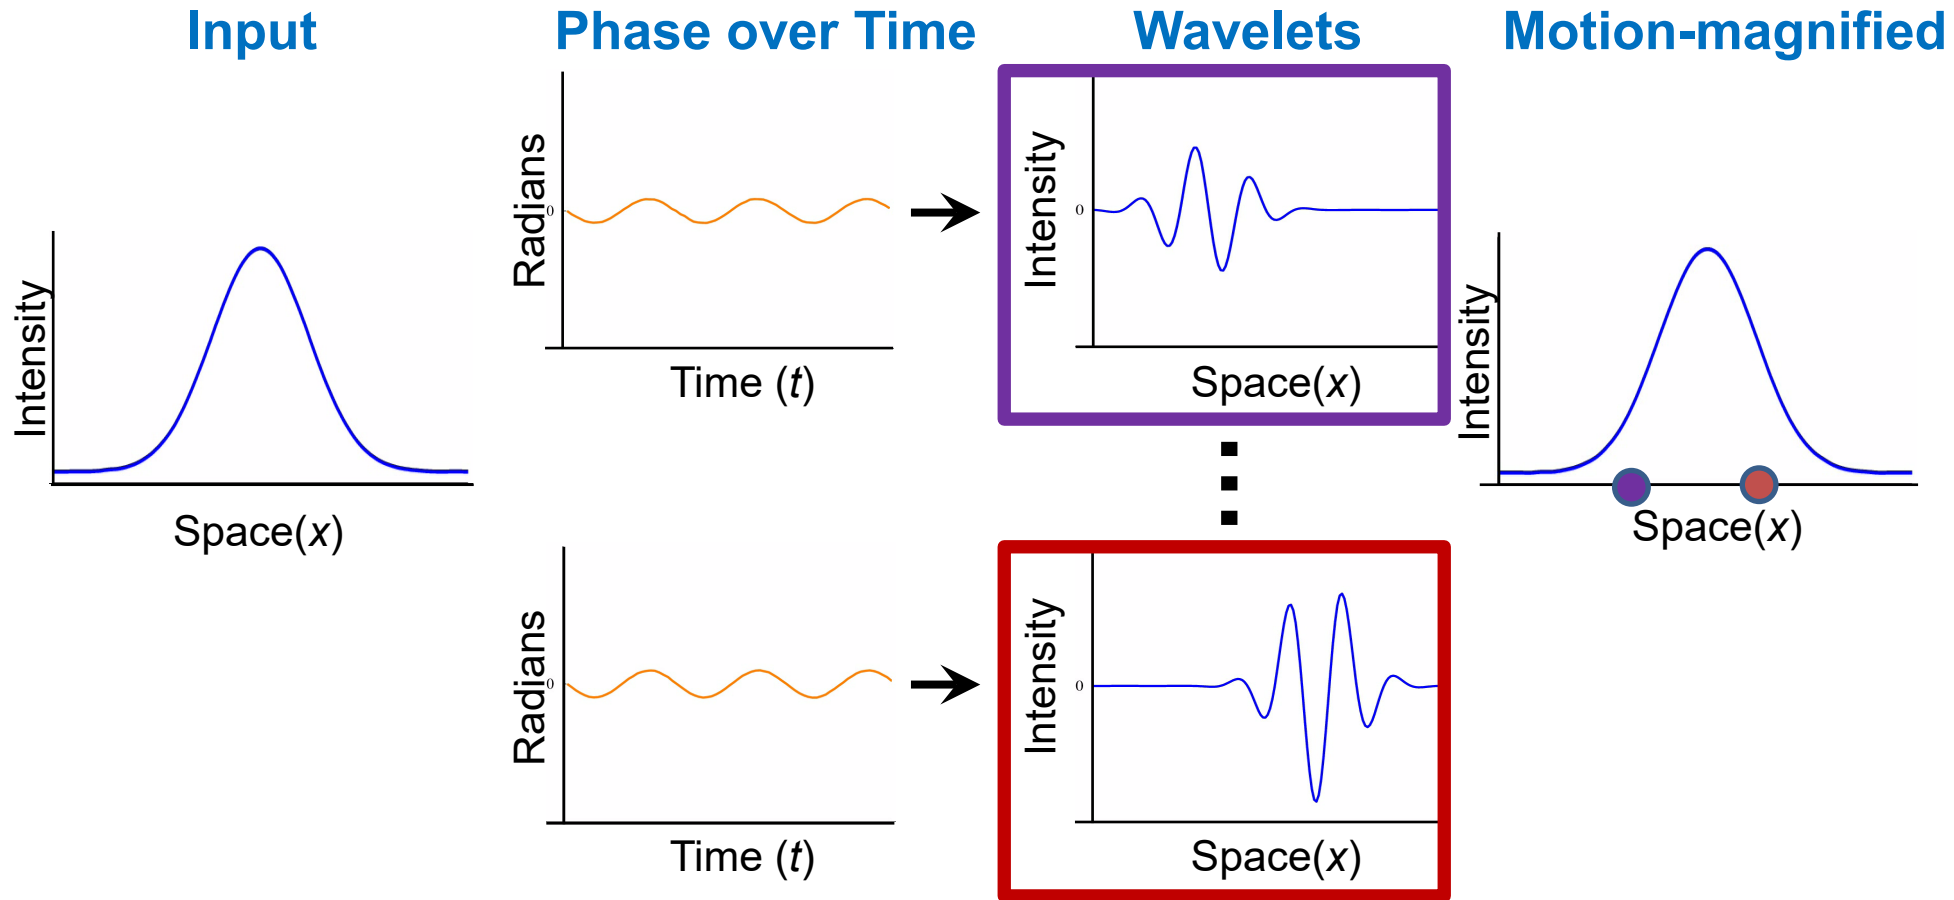 Input
Phase over Time
Wavelets
Motion-magnified
Intensity
Space(x)
Radians
0
Time (t)
Intensity
0
Space(x)
Intensity
Space(x)
Radians
0
Time (t)
Intensity
0
Space(x)